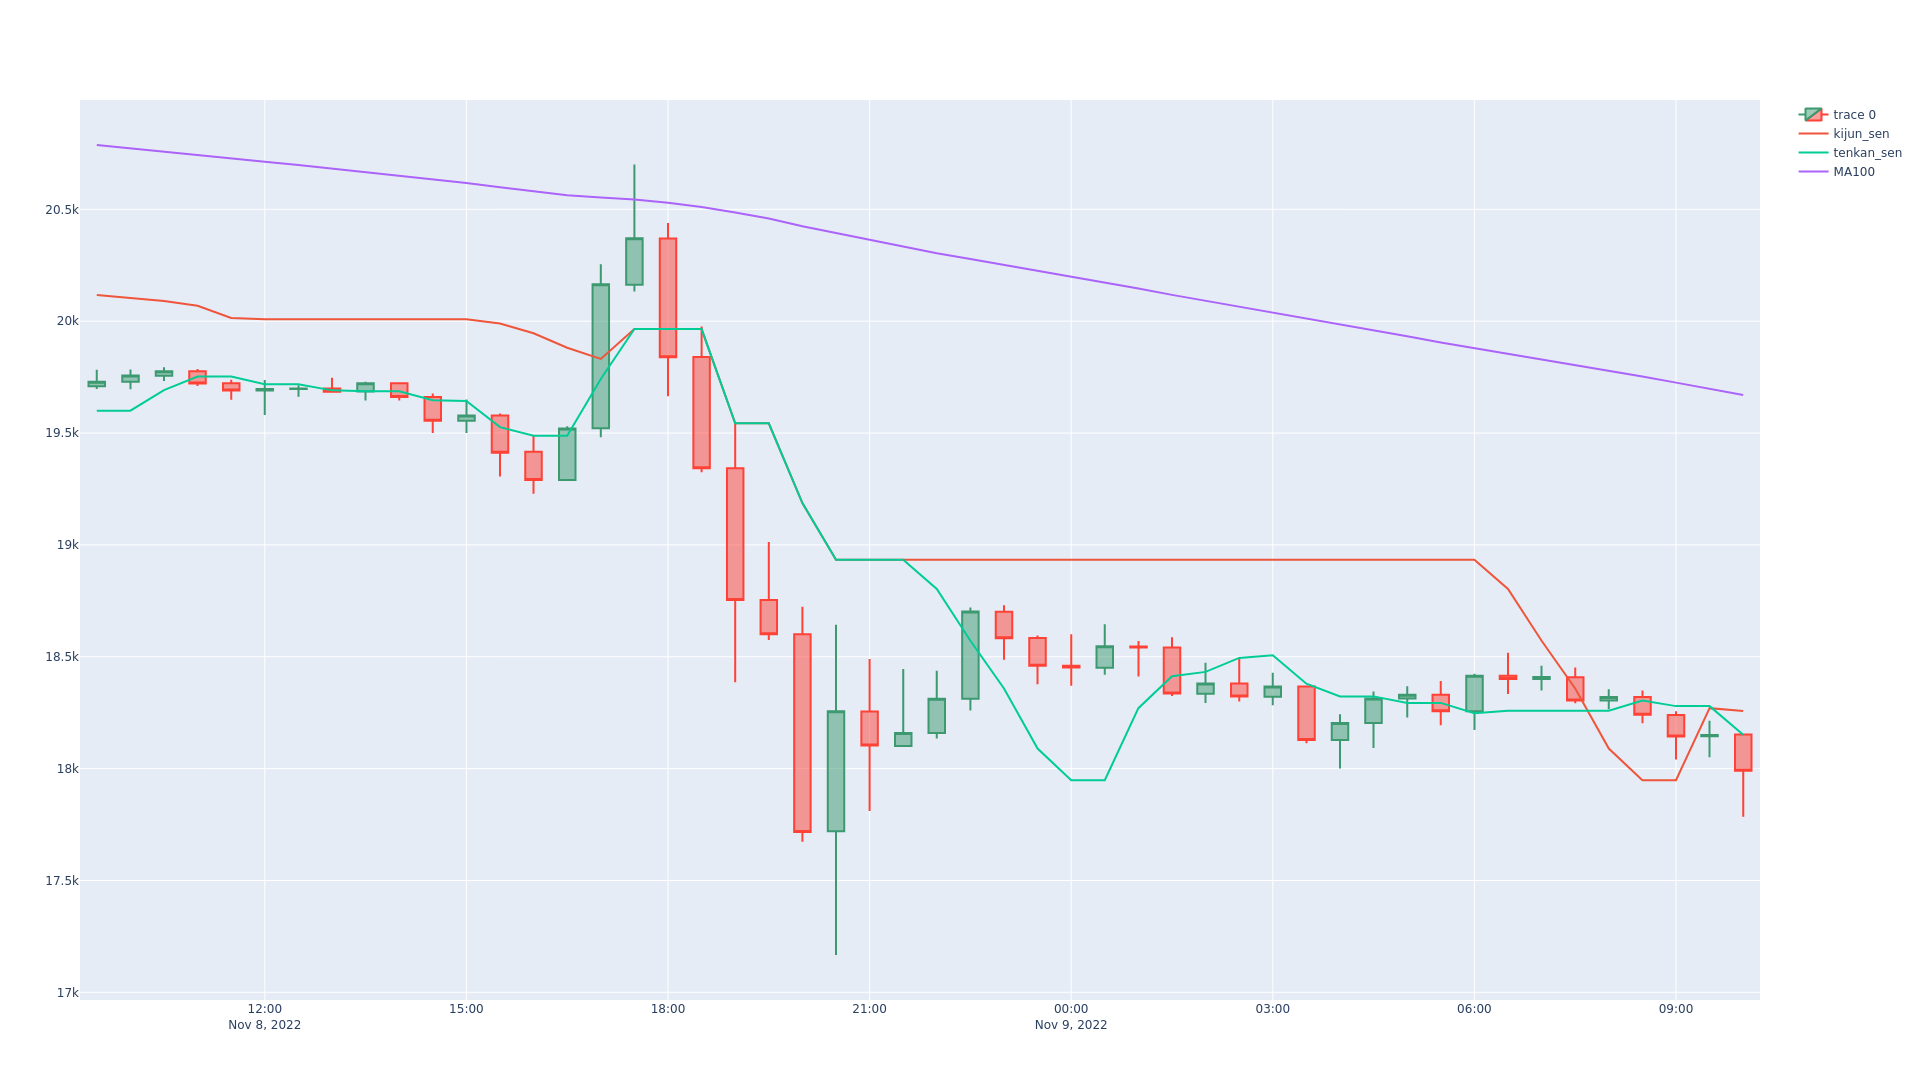 trace 0
kijun_sen
tenkan_sen
MA100
20.5k
20k
19.5k
19k
18.5k
18k
17.5k
17k
12:00 15:00 18:00 21:00 00:00 03:00 06:00 09:00
Nov 8, 2022 Nov 9, 2022